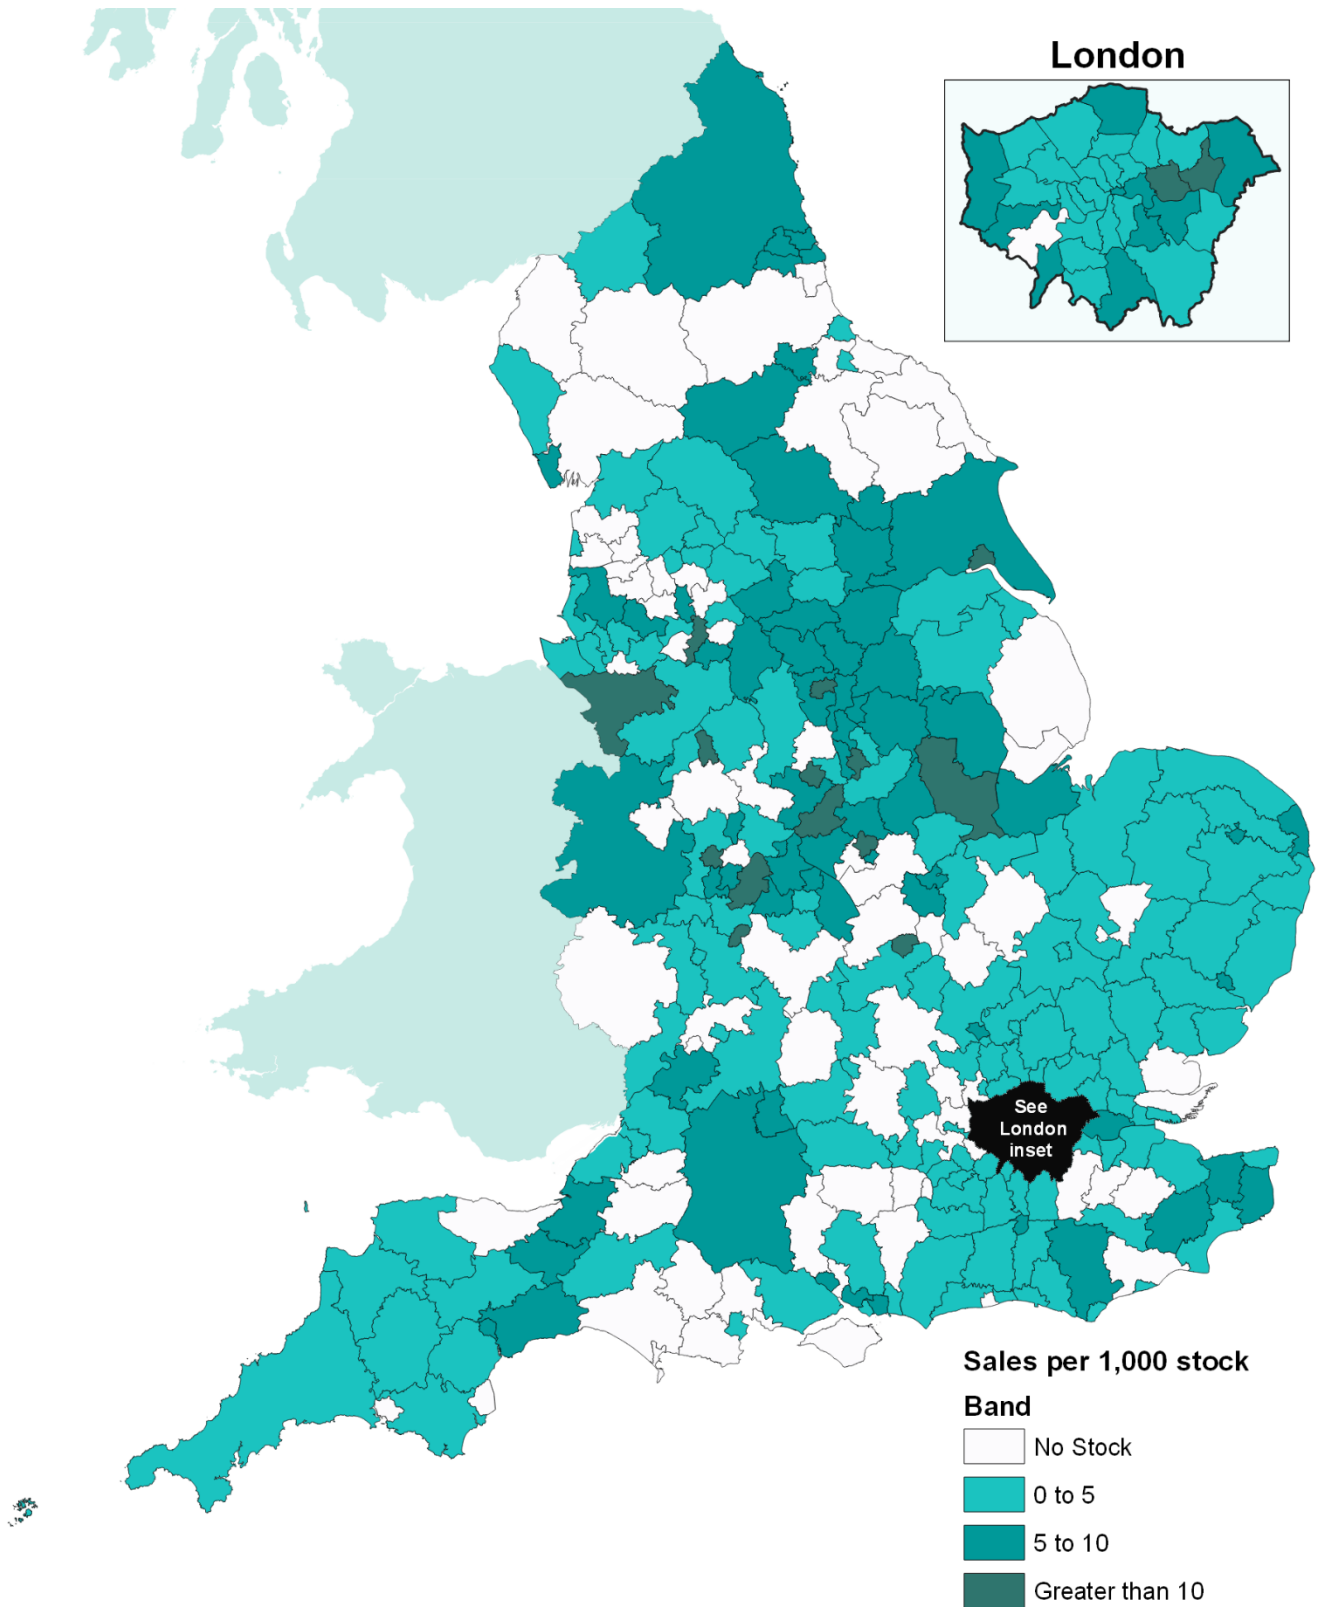 London
See
London
inset
Sales per 1,000 stock
Band
No Stock
0 to 5
5 to 10
Greater than 10